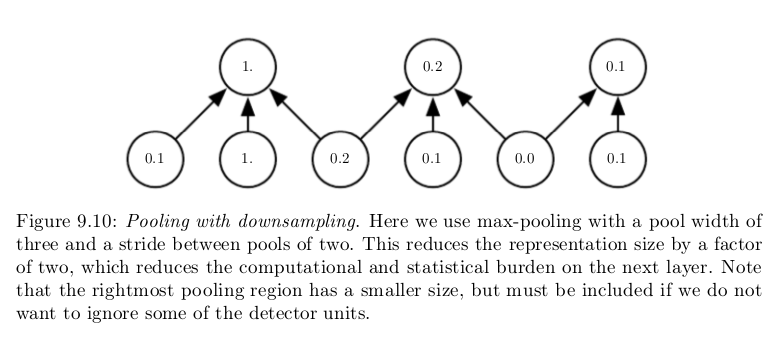 1. 0.2 0.1
0.1 1. 0.2 0.1 0.0 0.1
Figure 9.10: Pooling with downsampling. Here we use max-pooling with a pool width of
three and a stride between pools of two. This reduces the representation size by a factor
of two, which reduces the computational and statistical burden on the next layer. Note
that the rightmost pooling region has a smaller size, but must be included if we do not
want to ignore some of the detector units.